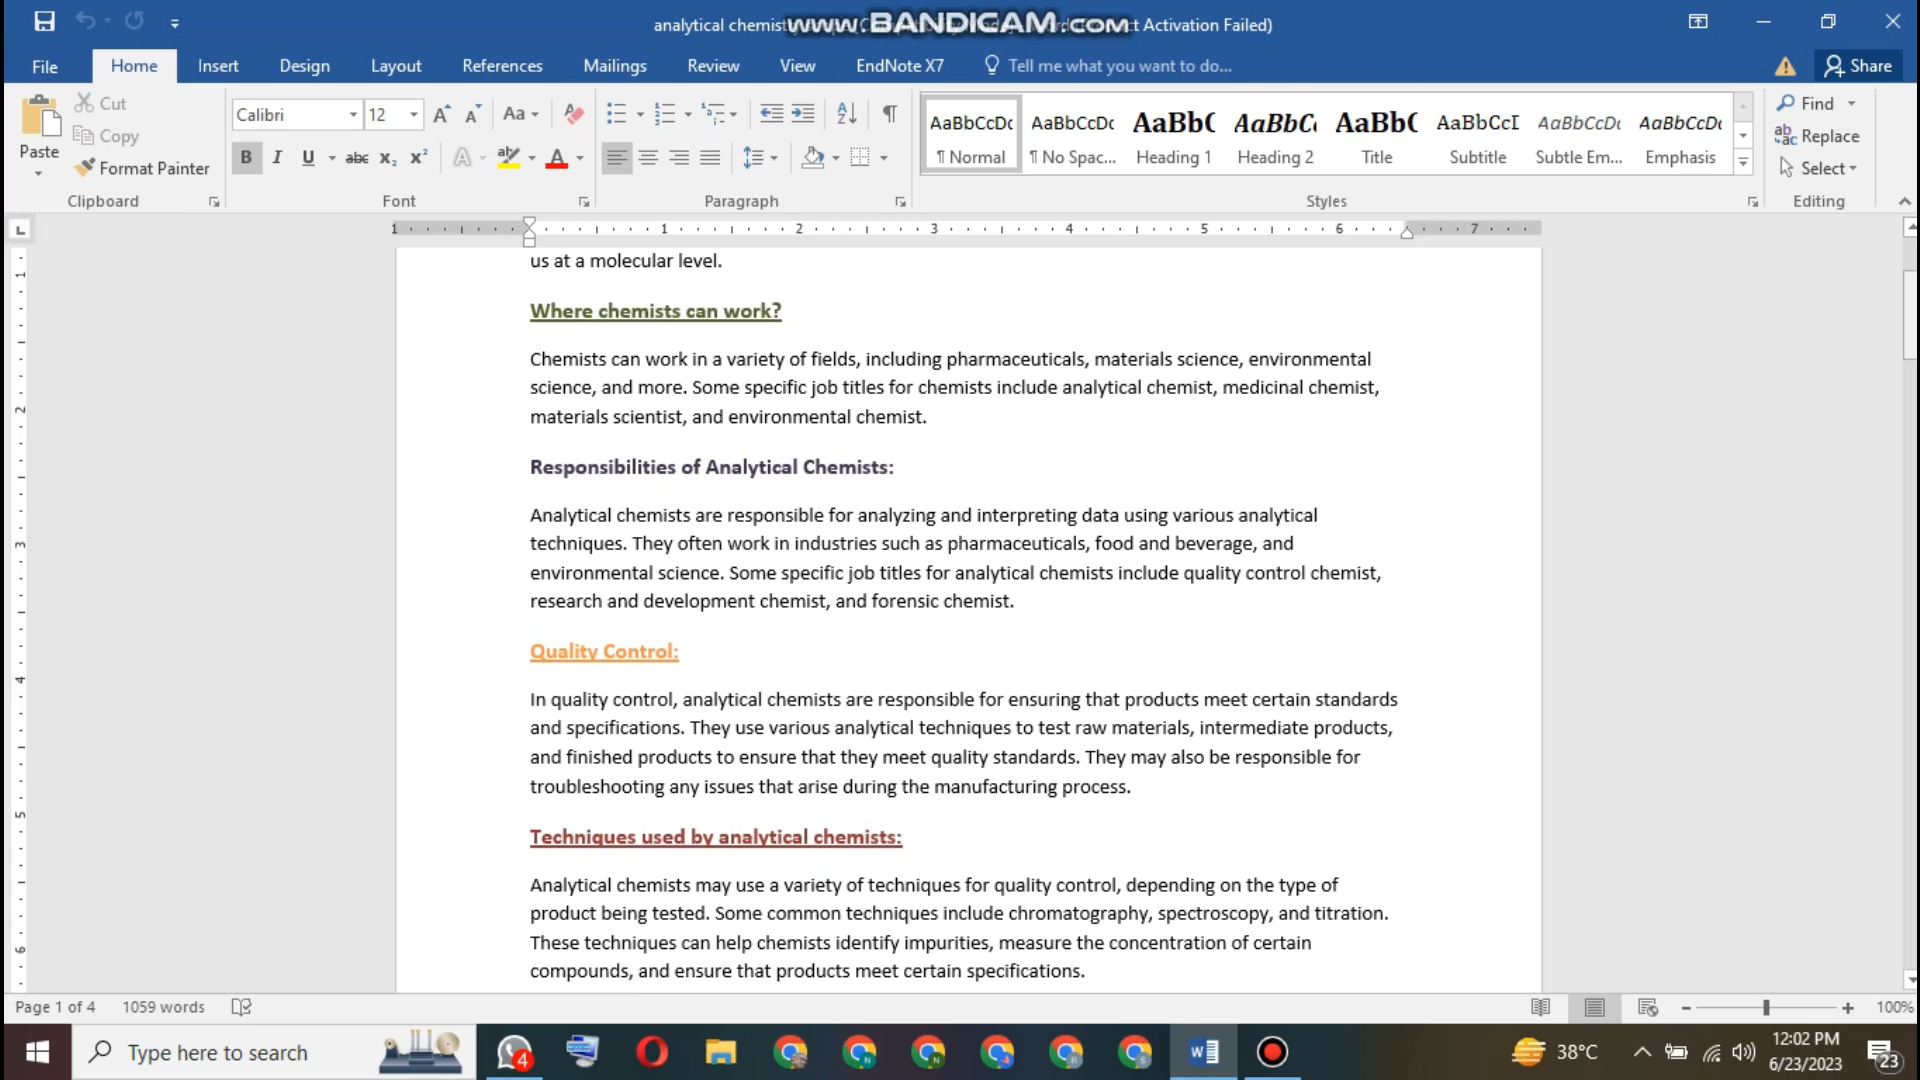 analytical chemist
www.BANDICAM.com
t Activation Failed)
File
Home
Insert
Design
Layout
References
Mailings
Review
View
EndNote X7
Tell me what you want to do...
Share
Paste
Cut
Copy
Format Painter
Clipboard
Calibri
12
Font
Paragraph
AaBbCcDc
¶ Normal
AaBbCcDc
¶ No Spac...
AaBbC
Heading 1
AaBbC
Heading 2
AaBbC
Title
AaBbCcD
Subtitle
AaBbCcDc
Subtle Em...
AaBbCcDc
Emphasis
Styles
Find
Replace
Select
Editing
1 1 2 3 4 5 6 7
us at a molecular level.
Where chemists can work?
Chemists can work in a variety of fields, including pharmaceuticals, materials science, environmental
science, and more. Some specific job titles for chemists include analytical chemist, medicinal chemist,
materials scientist, and environmental chemist.
Responsibilities of Analytical Chemists:
Analytical chemists are responsible for analyzing and interpreting data using various analytical
techniques. They often work in industries such as pharmaceuticals, food and beverage, and
environmental science. Some specific job titles for analytical chemists include quality control chemist,
research and development chemist, and forensic chemist.
Quality Control:
In quality control, analytical chemists are responsible for ensuring that products meet certain standards
and specifications. They use various analytical techniques to test raw materials, intermediate products,
and finished products to ensure that they meet quality standards. They may also be responsible for
troubleshooting any issues that arise during the manufacturing process.
Techniques used by analytical chemists:
Analytical chemists may use a variety of techniques for quality control, depending on the type of
product being tested. Some common techniques include chromatography, spectroscopy, and titration.
These techniques can help chemists identify impurities, measure the concentration of certain
compounds, and ensure that products meet certain specifications.
Page 1 of 4
1059 words
100%
Type here to search
4
38°C
12:02 PM
6/23/2023
23